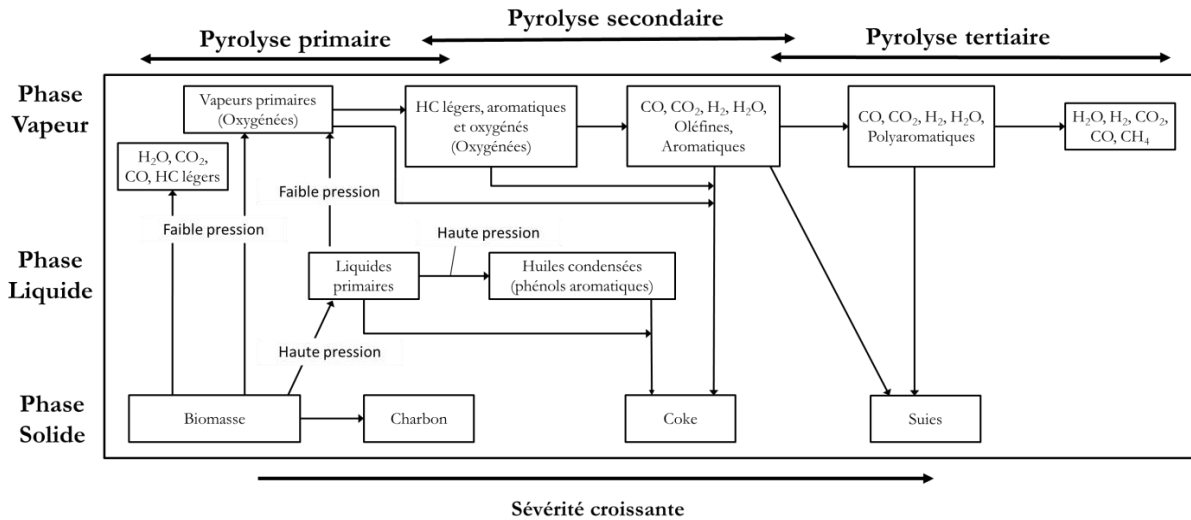 Pyrolyse primaire
Pyrolyse secondaire
Pyrolyse tertiaire
Phase
Vapeur
Vapeurs primaires
(Oxygénées)
HC légers, aromatiques
et oxygénés
(Oxygénées)
CO, CO₂, H₂, H₂O,
Oléfines,
Aromatiques
CO, CO₂, H₂, H₂O,
Polyaromatiques
H₂O, H₂, CO₂,
CO, CH₄
H₂O, CO₂,
CO, HC légers
Faible pression
Faible pression
Haute pression
Phase
Liquide
Liquides
primaires
Huiles condensées
(phénols aromatiques)
Haute pression
Phase
Solide
Biomasse
Charbon
Coke
Suies
Sévérité croissante